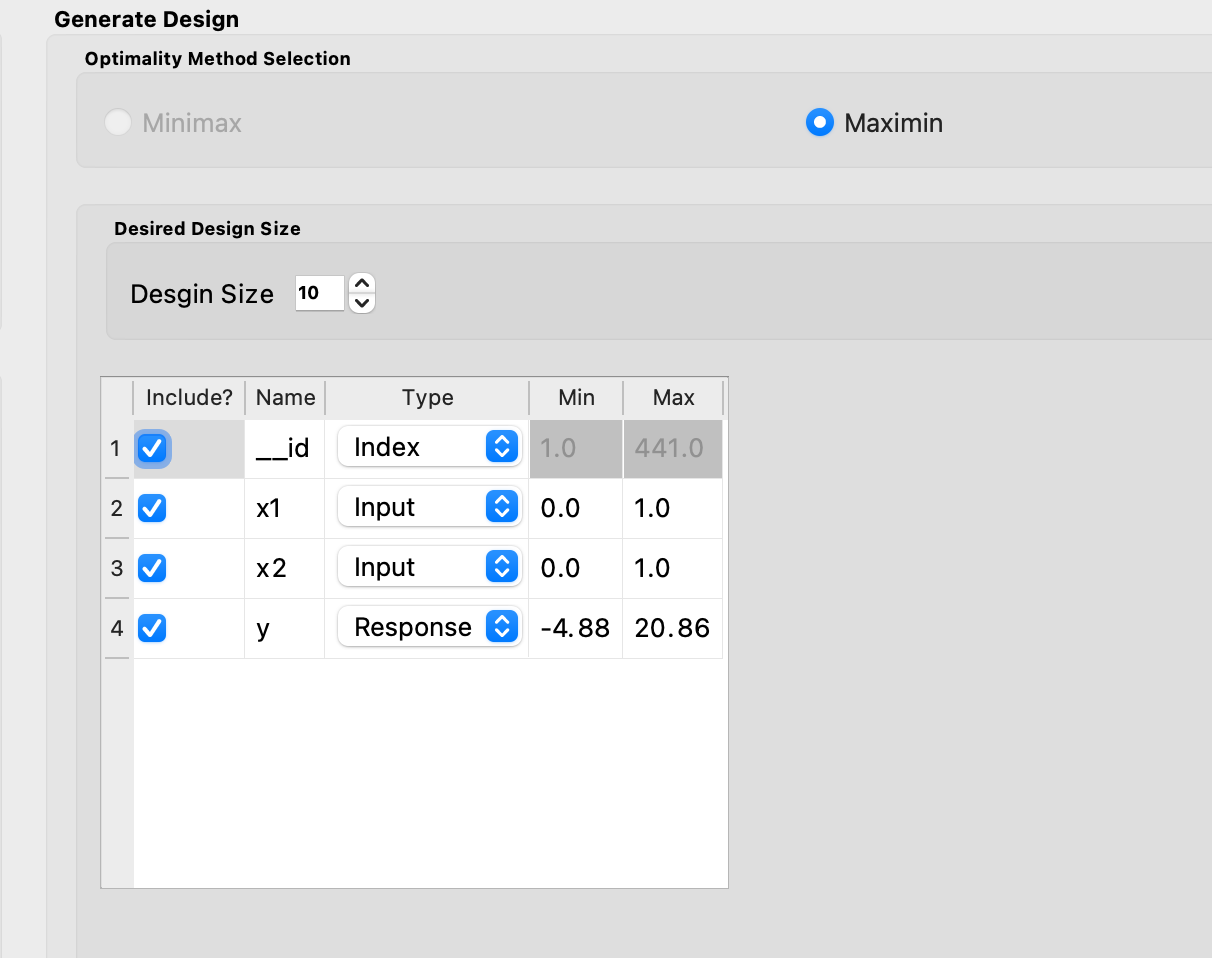 Generate Design
Optimality Method Selection
Minimax Maximin
Desired Design Size
Desgin Size 10
Include? Name Type Min Max
1 __id Index 1.0 441.0
2 x1 Input 0.0 1.0
3 x2 Input 0.0 1.0
4 y Response -4.88 20.86